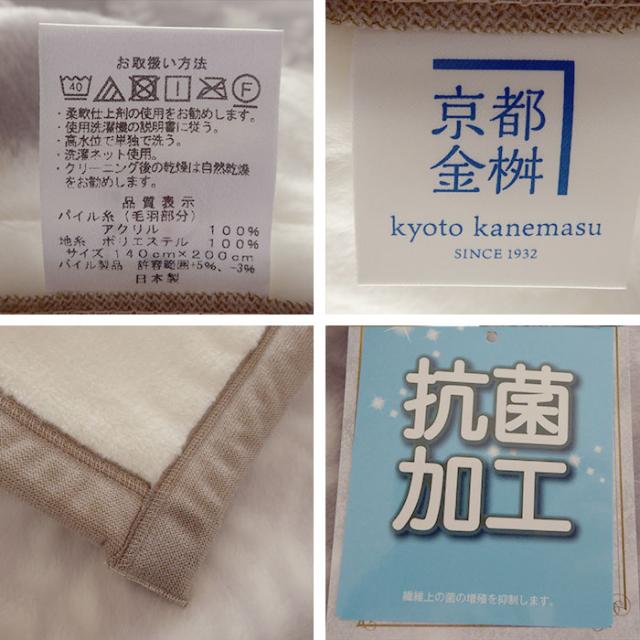 お取扱い方法
40
F
・柔軟仕上剤の使用をお勧めします。
・使用洗濯機の説明書に従う。
・高水位で単独で洗う。
・洗濯ネット使用。
・クリーニング後の乾燥は自然乾燥
をお勧めします。
品質表示
パイル糸(毛羽部分)
アクリル 100%
地糸 ポリエステル 100%
サイズ 140cm×200cm
パイル製品 許容範囲+5%、-3%
日本製
京都
金桝
kyoto kanemasu
SINCE 1932
抗菌
加工
繊維上の菌の増殖を抑制します。